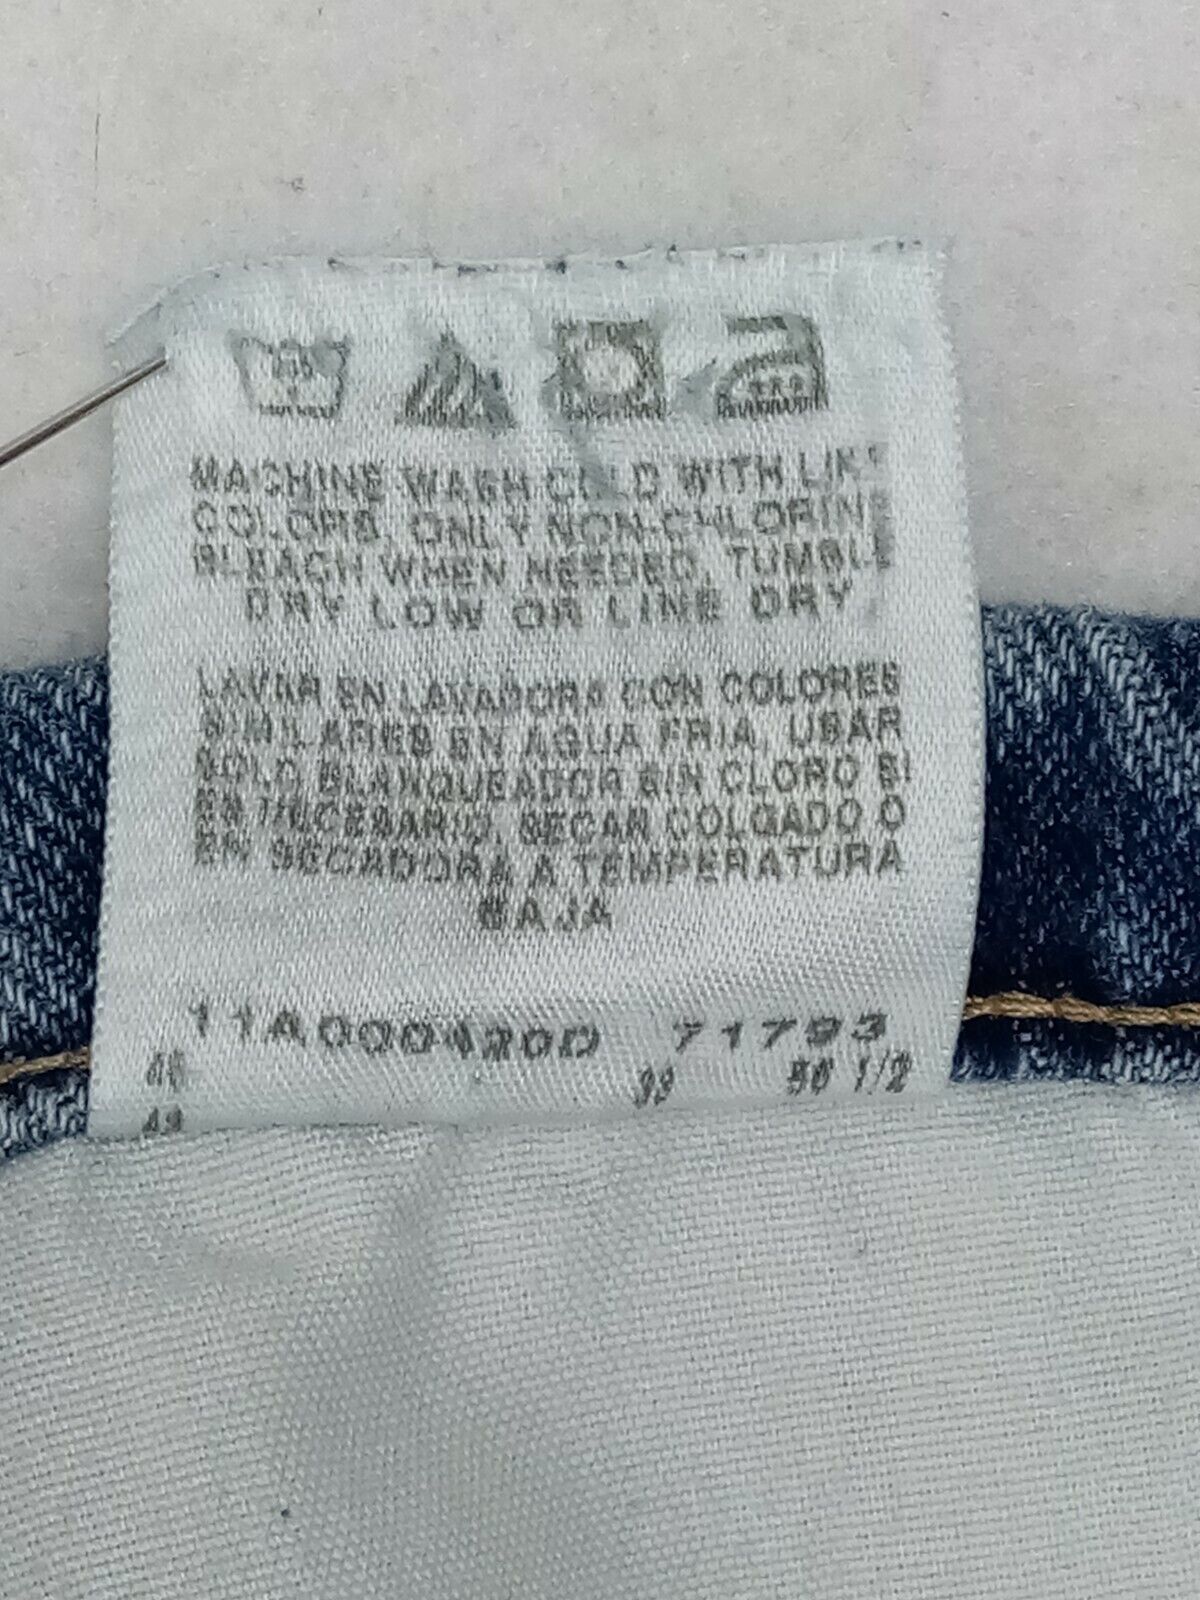 MACHINE WASH COLD WITH LIKE
COLORS, ONLY NON-CHLORINE
BLEACH WHEN NEEDED, TUMBLE
DRY LOW OR LINE DRY
LAVAR EN LAVADORA CON COLORES
SIMILARES EN AGUA FRIA, USAR
SOLO BLANQUEADOR SIN CLORO SI
ES NECESARIO, SECAR COLGADO O
EN SECADORA A TEMPERATURA
BAJA
11A000420D 71793
1/2